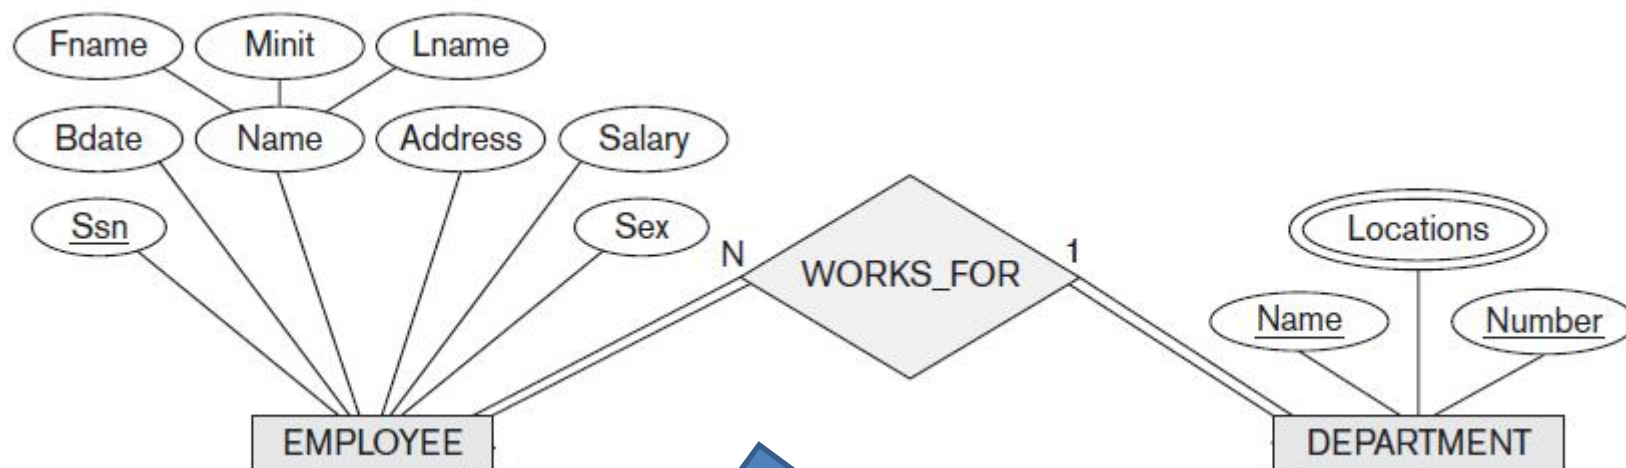 Fname Minit Lname
Bdate Name Address Salary
Ssn Sex
N 1
WORKS_FOR
Locations
Name Number
EMPLOYEE DEPARTMENT